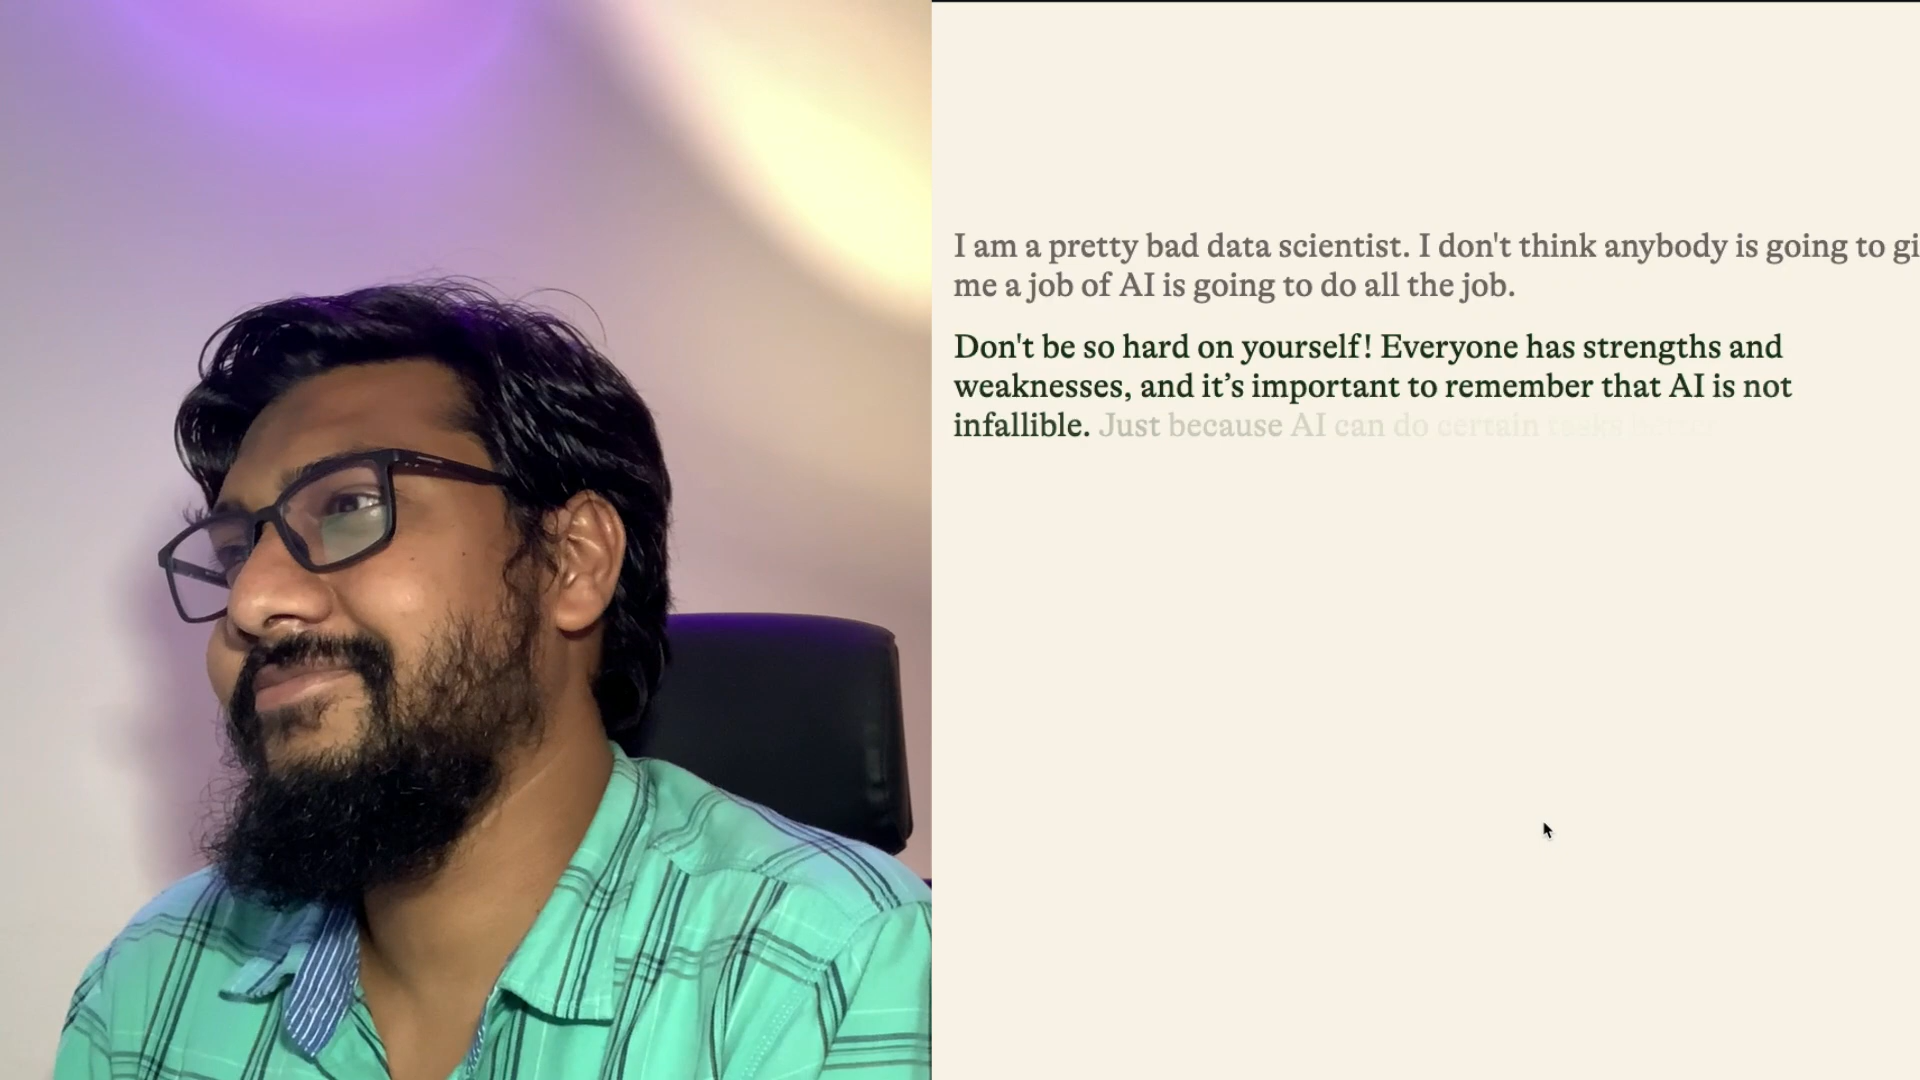 I am a pretty bad data scientist. I don't think anybody is going to gi
me a job of AI is going to do all the job.
Don't be so hard on yourself! Everyone has strengths and
weaknesses, and it’s important to remember that AI is not
infallible. Just because AI can do certain tasks